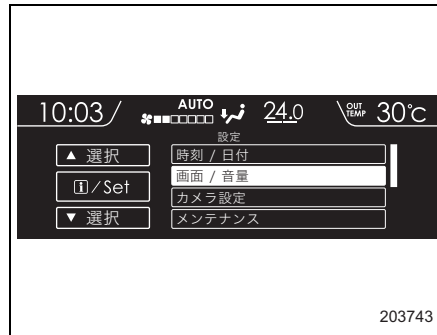 10:03 AUTO 24.0 OUT TEMP 30℃
設定
▲ 選択
時刻 / 日付
i/Set
画面 / 音量
カメラ設定
▼ 選択
メンテナンス
203743